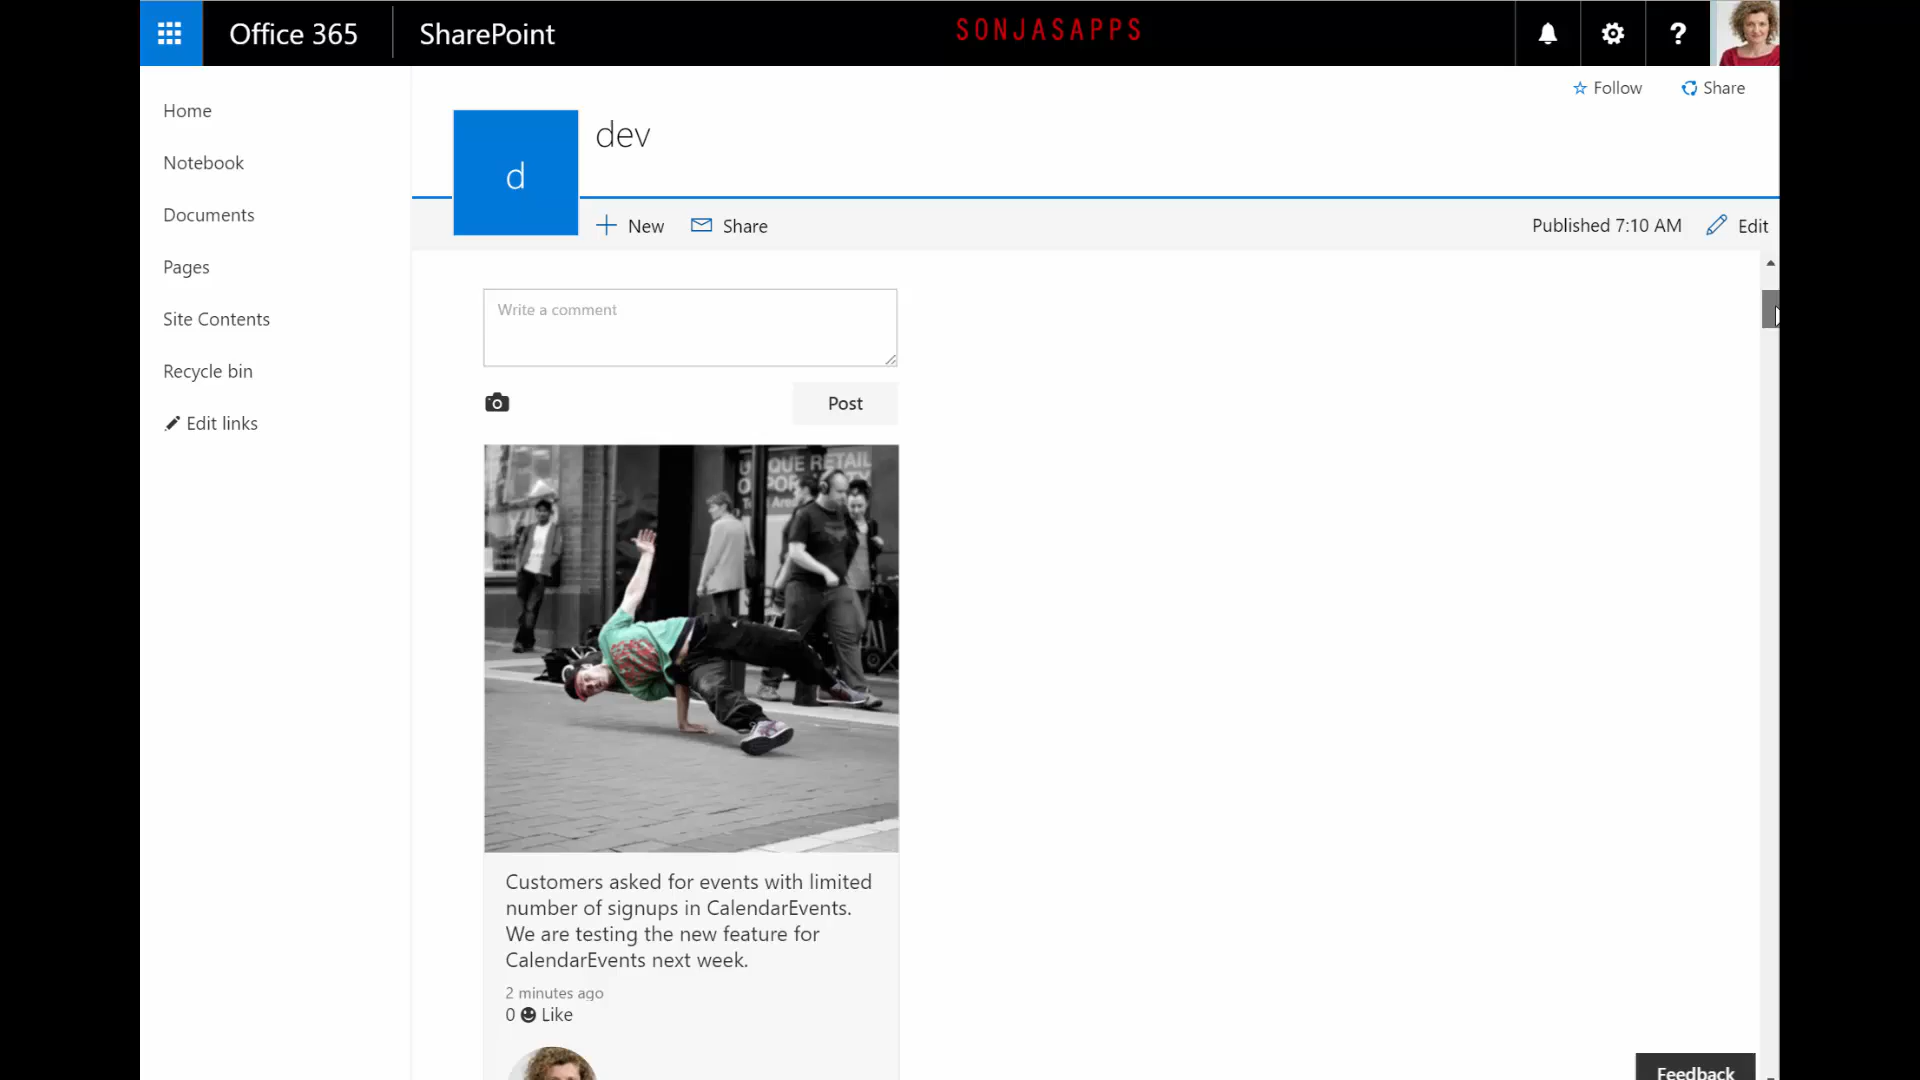 Office 365
SharePoint
SONJASAPPS
?
Follow
Share
Home
Notebook
Documents
Pages
Site Contents
Recycle bin
Edit links
d
dev
New
Share
Published 7:10 AM
Edit
Write a comment
Post
UNIQUE RETAIL
Customers asked for events with limited
number of signups in CalendarEvents.
We are testing the new feature for
CalendarEvents next week.
2 minutes ago
0 Like
Feedback